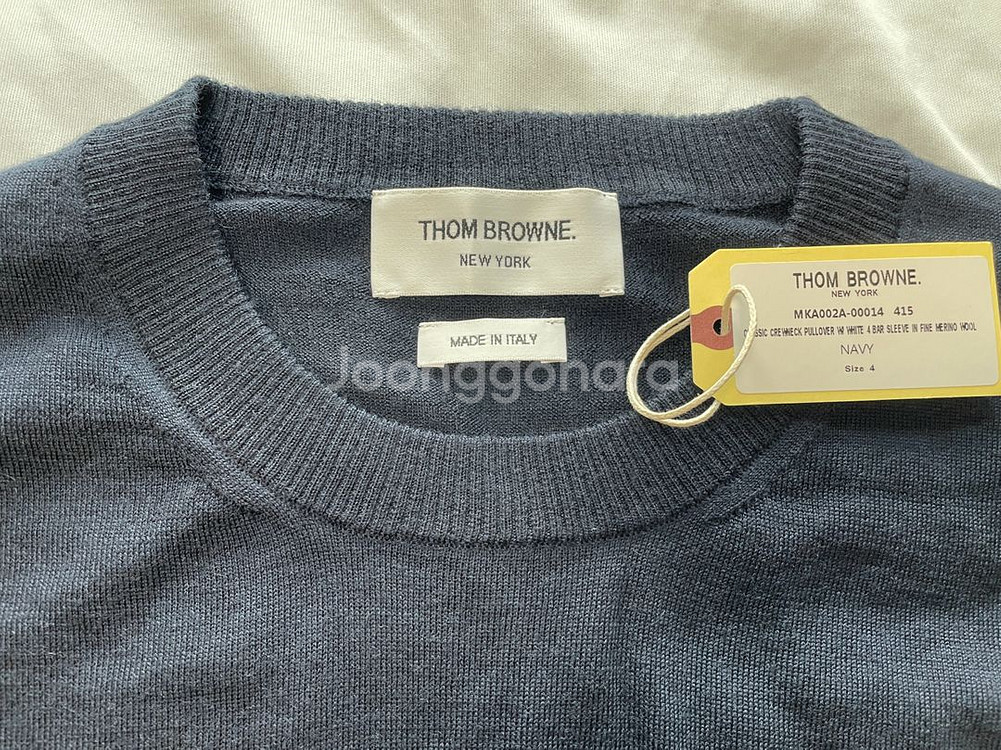 THOM BROWNE.
NEW YORK
MADE IN ITALY
THOM BROWNE.
NEW YORK
MKA002A-00014 415
CLASSIC CREWNECK PULLOVER W/ WHITE 4 BAR SLEEVE IN FINE MERINO WOOL
NAVY
Size 4
Joonggonara